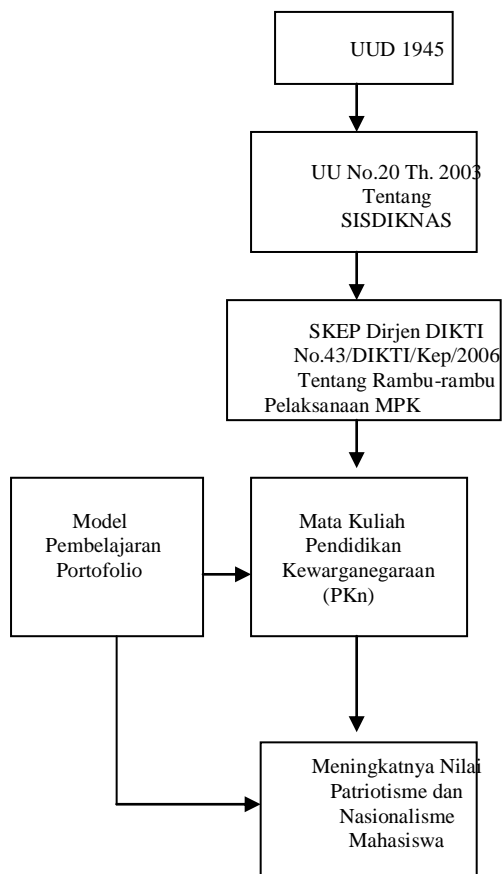 UUD 1945
UU No.20 Th. 2003
Tentang
SISDIKNAS
SKEP Dirjen DIKTI
No.43/DIKTI/Kep/2006
Tentang Rambu-rambu
Pelaksanaan MPK
Model
Pembelajaran
Portofolio
Mata Kuliah
Pendidikan
Kewarganegaraan
(PKn)
Meningkatnya Nilai
Patriotisme dan
Nasionalisme
Mahasiswa